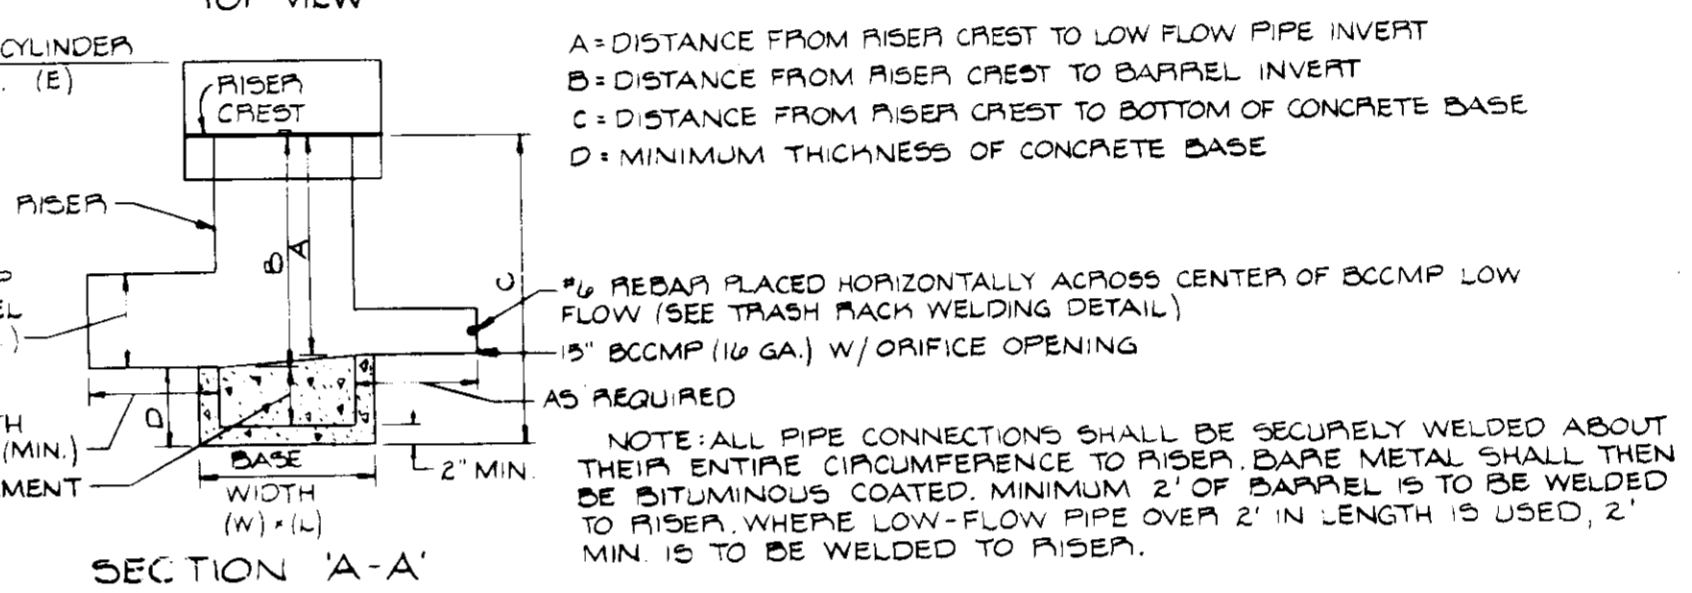 TOP VIEW
CYLINDER
(E)
RISER
CREST
RISER
A = DISTANCE FROM RISER CREST TO LOW FLOW PIPE INVERT
B = DISTANCE FROM RISER CREST TO BARREL INVERT
C = DISTANCE FROM RISER CREST TO BOTTOM OF CONCRETE BASE
D = MINIMUM THICKNESS OF CONCRETE BASE
B
A
C
D
#6 REBAR PLACED HORIZONTALLY ACROSS CENTER OF BCCMP LOW
FLOW (SEE TRASH RACK WELDING DETAIL)
15" BCCMP (16 GA.) W/ ORIFICE OPENING
AS REQUIRED
(MIN.)
BASE
WIDTH
(W) × (L)
2" MIN.
NOTE: ALL PIPE CONNECTIONS SHALL BE SECURELY WELDED ABOUT
THEIR ENTIRE CIRCUMFERENCE TO RISER. BARE METAL SHALL THEN
BE BITUMINOUS COATED. MINIMUM 2' OF BARREL IS TO BE WELDED
TO RISER. WHERE LOW-FLOW PIPE OVER 2' IN LENGTH IS USED, 2'
MIN. IS TO BE WELDED TO RISER.
SECTION 'A-A'